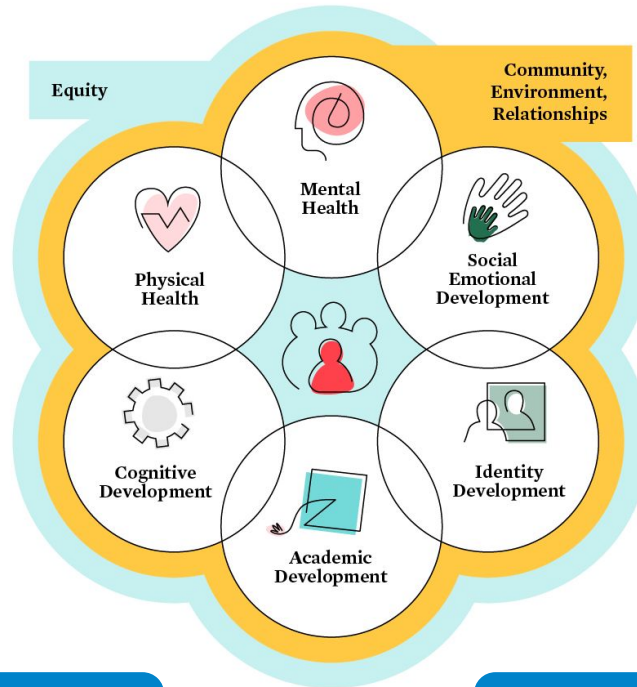 Equity
Community,
Environment,
Relationships
Mental
Health
Physical
Health
Social
Emotional
Development
Cognitive
Development
Identity
Development
Academic
Development